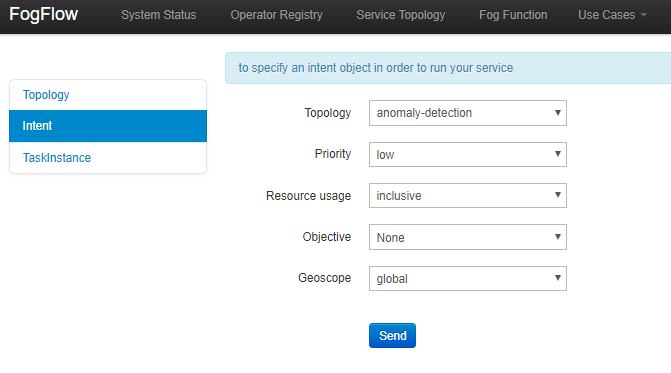 FogFlow System Status Operator Registry Service Topology Fog Function Use Cases
to specify an intent object in order to run your service
Topology
Intent
TaskInstance
Topology anomaly-detection
Priority low
Resource usage inclusive
Objective None
Geoscope global
Send